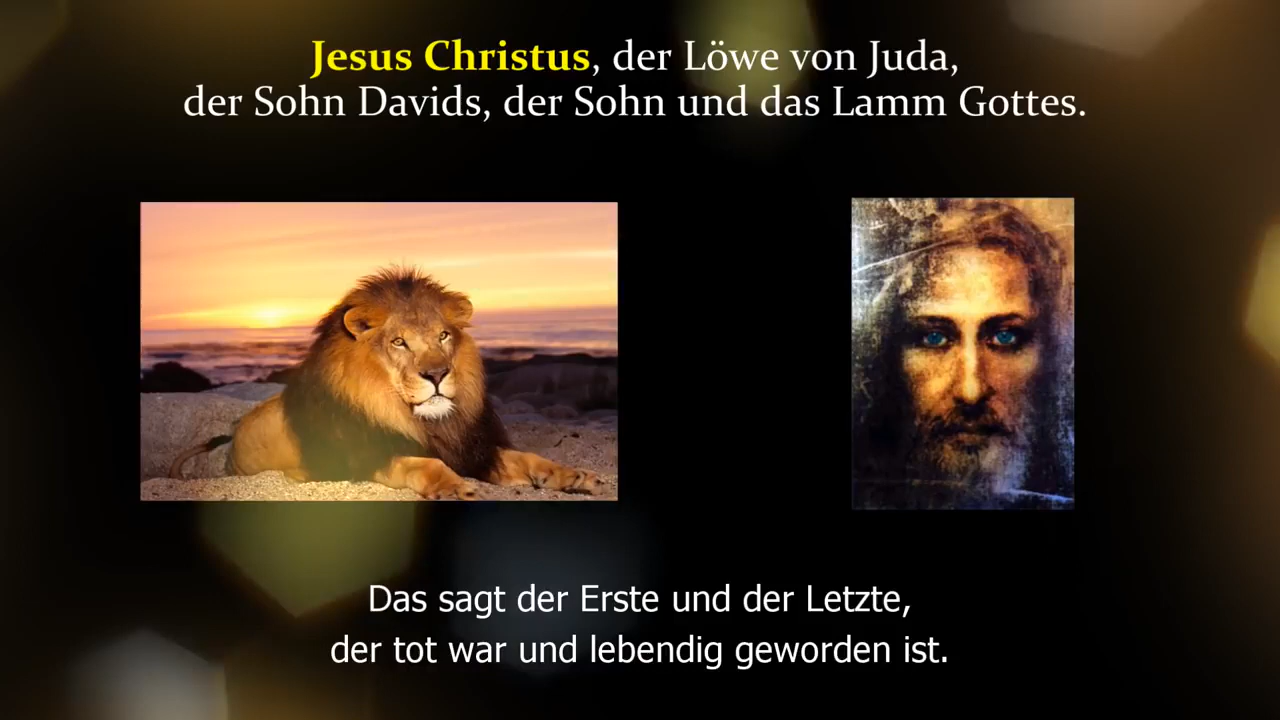 Jesus Christus, der Löwe von Juda,
der Sohn Davids, der Sohn und das Lamm Gottes.
Das sagt der Erste und der Letzte,
der tot war und lebendig geworden ist.